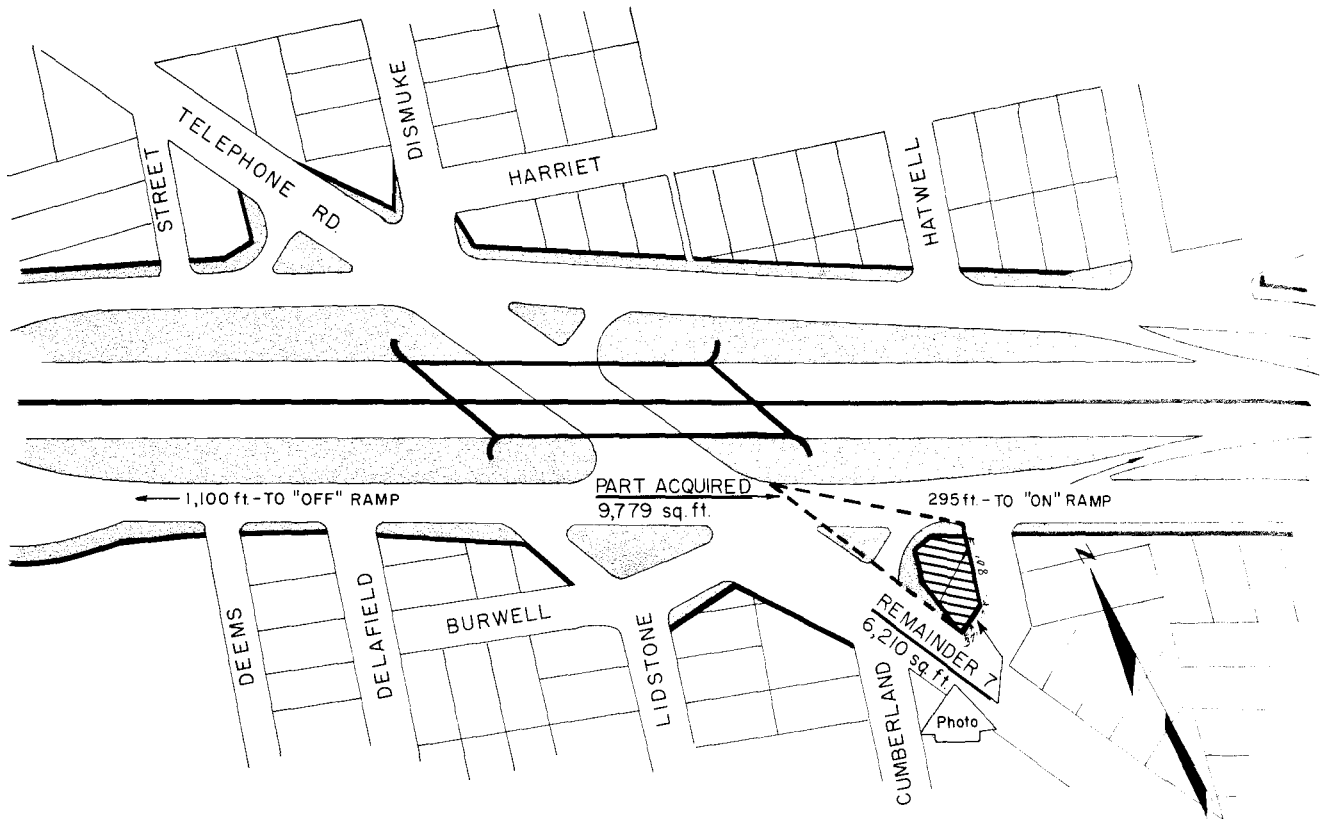 DISMUKE
TELEPHONE RD.
STREET
HARRIET
HATWELL
1,100 ft.-TO "OFF" RAMP
PART ACQUIRED
9,779 sq. ft.
295 ft.-TO "ON" RAMP
REMAINDER 7
6,210 sq. ft.
DEEMS
DELAFIELD
BURWELL
LIDSTONE
CUMBERLAND
Photo